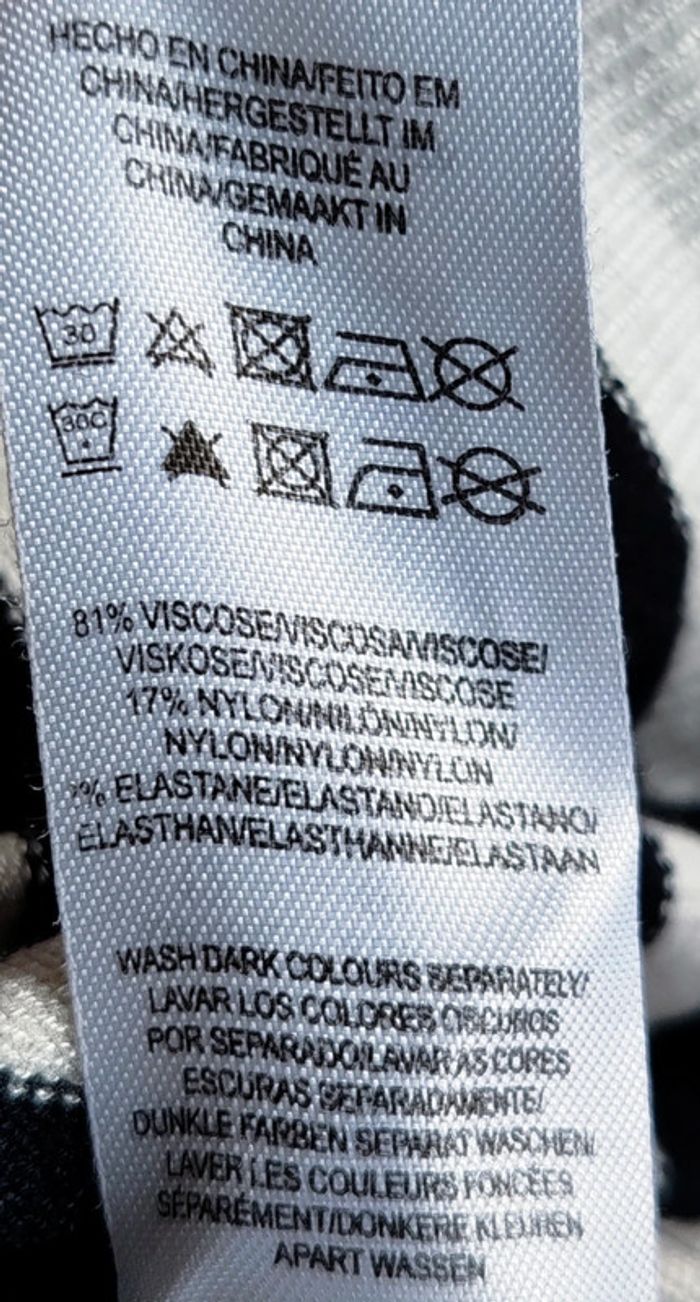 HECHO EN CHINA/FEITO EM
CHINA/HERGESTELLT IM
CHINA/FABRIQUÉ AU
CHINA/GEMAAKT IN
CHINA
30
30C
81% VISCOSE/VISCOSA/VISCOSE/
VISKOSE/VISCOSE/VISCOSE
17% NYLON/NILÓN/NYLON/
NYLON/NYLON/NYLON
% ELASTANE/ELASTANO/ELASTANO/
ELASTHAN/ELASTHANNE/ELASTAAN
WASH DARK COLOURS SEPARATELY/
LAVAR LOS COLORES OSCUROS
POR SEPARADO/LAVAR AS CORES
ESCURAS SEPARADAMENTE/
DUNKLE FARBEN SEPARAT WASCHEN/
LAVER LES COULEURS FONCÉES
SÉPARÉMENT/DONKERE KLEUREN
APART WASSEN